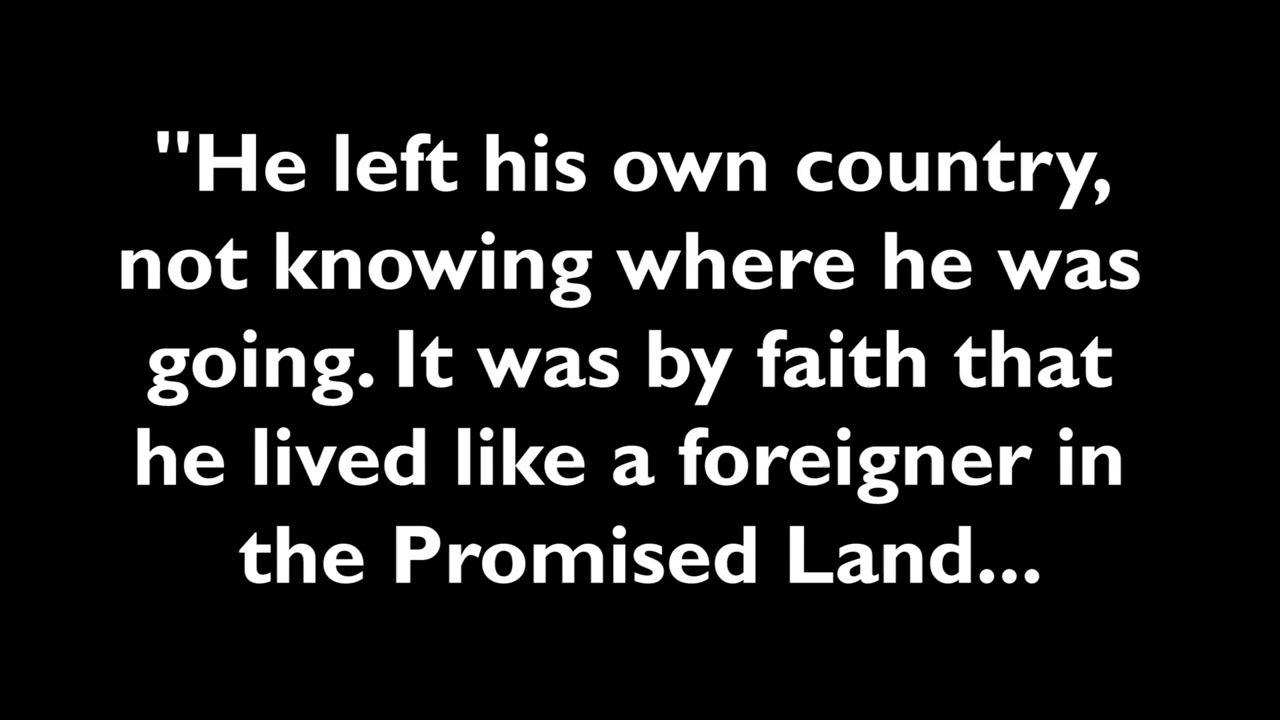 "He left his own country,
not knowing where he was
going. It was by faith that
he lived like a foreigner in
the Promised Land...